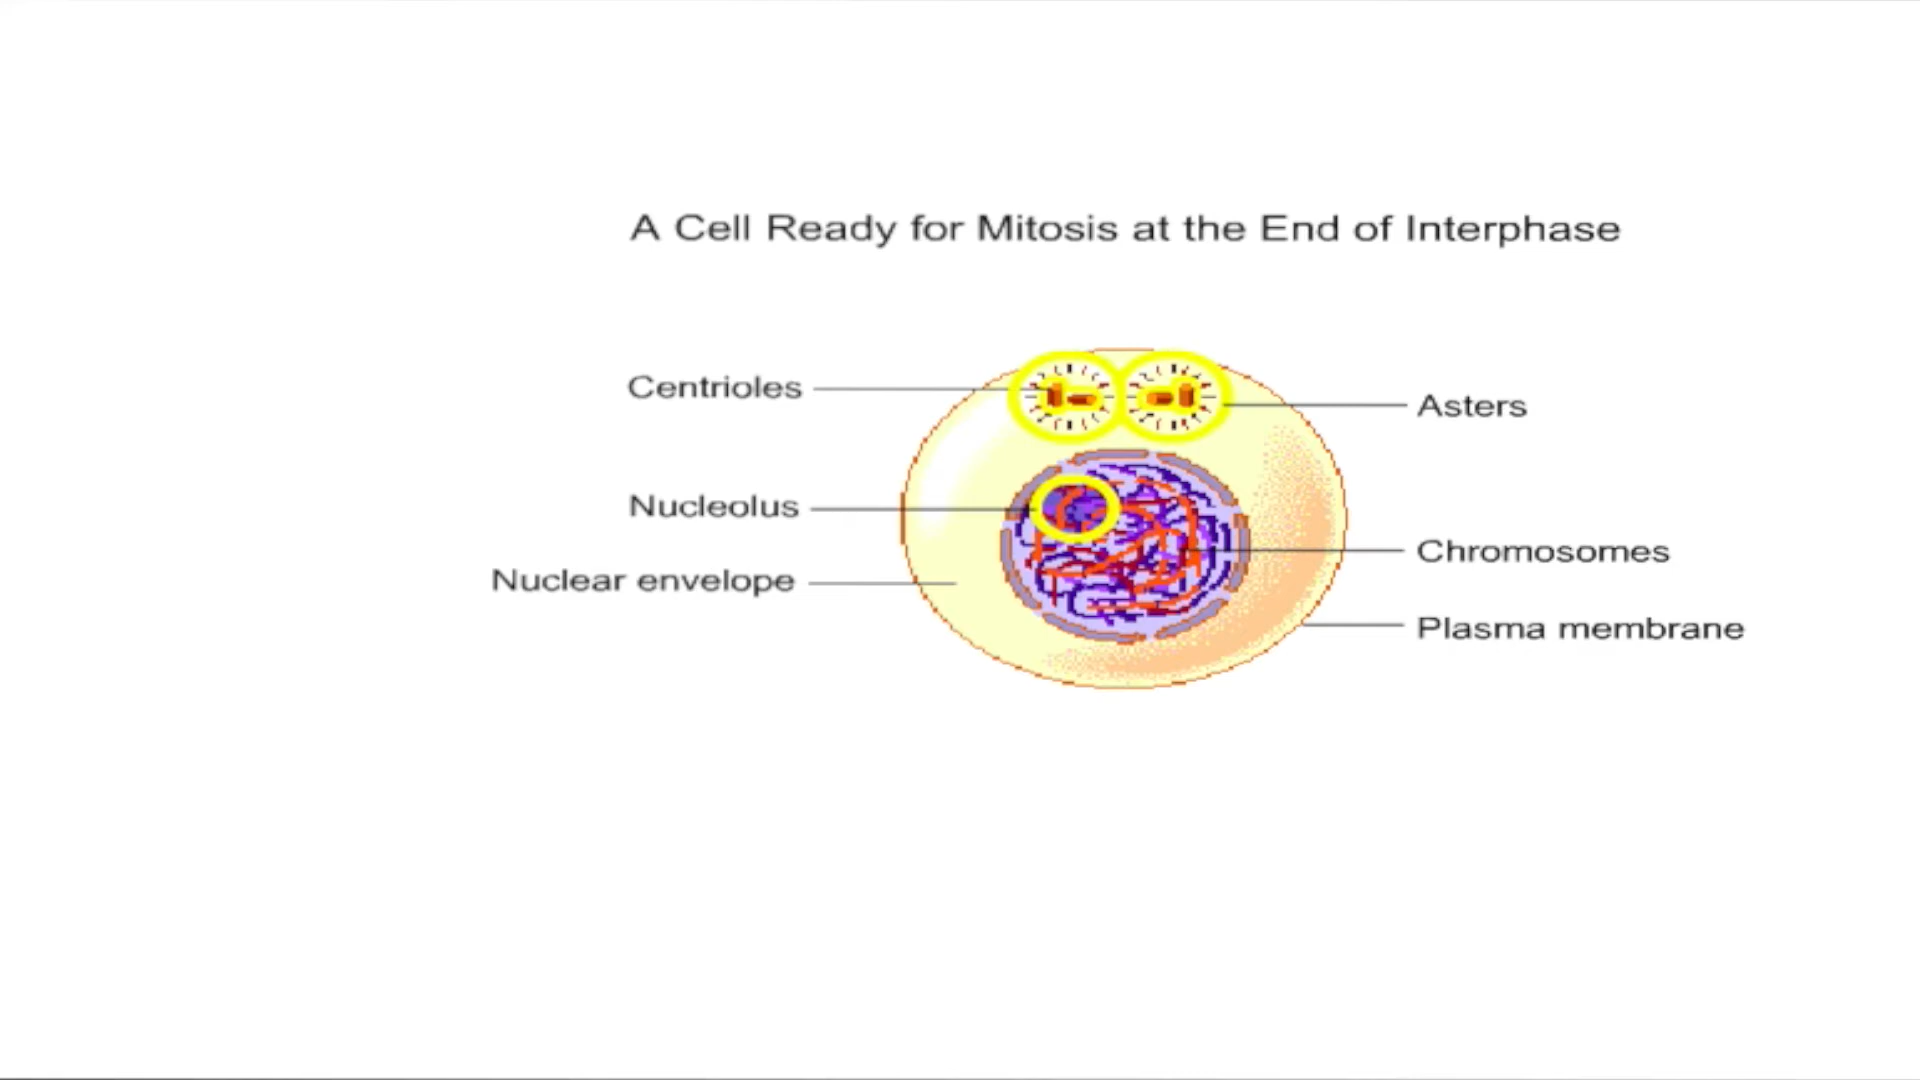 A Cell Ready for Mitosis at the End of Interphase
Centrioles
Asters
Nucleolus
Chromosomes
Nuclear envelope
Plasma membrane